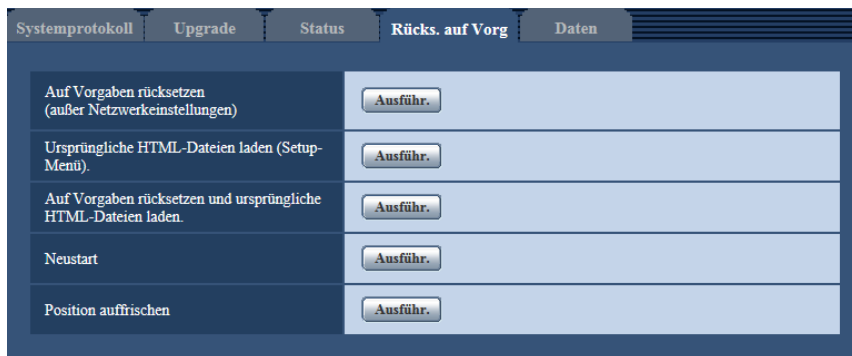 Systemprotokoll Upgrade Status Rücks. auf Vorg Daten
Auf Vorgaben rücksetzen
(außer Netzwerkeinstellungen)
Ausführ.
Ursprüngliche HTML-Dateien laden (Setup-
Menü).
Ausführ.
Auf Vorgaben rücksetzen und ursprüngliche
HTML-Dateien laden.
Ausführ.
Neustart
Ausführ.
Position auffrischen
Ausführ.